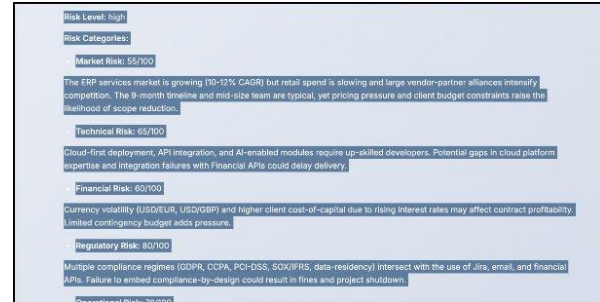 Risk Level: high
Risk Categories:
Market Risk: 55/100
The ERP services market is growing (10-12% CAGR) but retail spend is slowing and large vendor-partner alliances intensify
competition. The 9-month timeline and mid-size team are typical, yet pricing pressure and client budget constraints raise the
likelihood of scope reduction.
Technical Risk: 65/100
Cloud-first deployment, API integration, and AI-enabled modules require up-skilled developers. Potential gaps in cloud platform
expertise and integration failures with Financial APIs could delay delivery.
Financial Risk: 60/100
Currency volatility (USD/EUR, USD/GBP) and higher client cost-of-capital due to rising interest rates may affect contract profitability.
Limited contingency budget adds pressure.
Regulatory Risk: 80/100
Multiple compliance regimes (GDPR, CCPA, PCI-DSS, SOX/IFRS, data-residency) intersect with the use of Jira, email, and financial
APIs. Failure to embed compliance-by-design could result in fines and project shutdown.
Operational Risk: 70/100